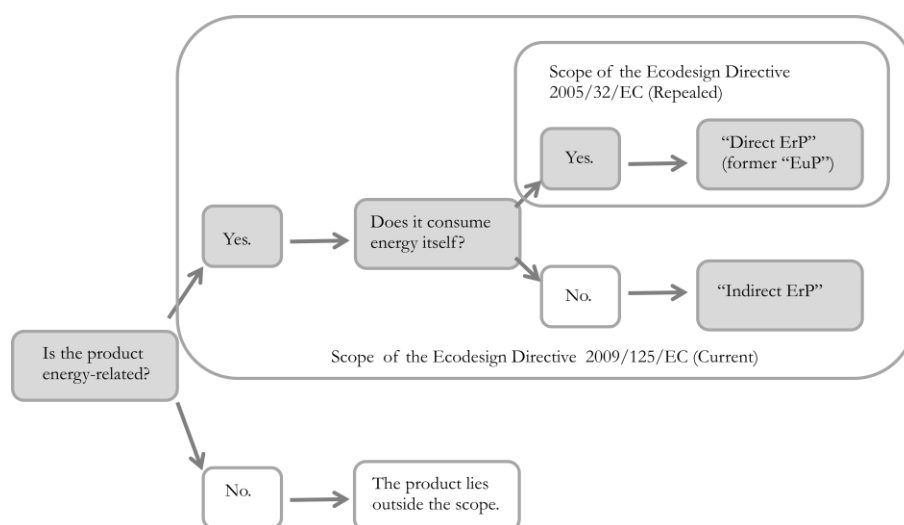 Scope of the Ecodesign Directive
2005/32/EC (Repealed)
Yes.
“Direct ErP”
(former “EuP”)
Yes.
Does it consume
energy itself?
No.
“Indirect ErP”
Is the product
energy-related?
Scope of the Ecodesign Directive 2009/125/EC (Current)
No.
The product lies
outside the scope.